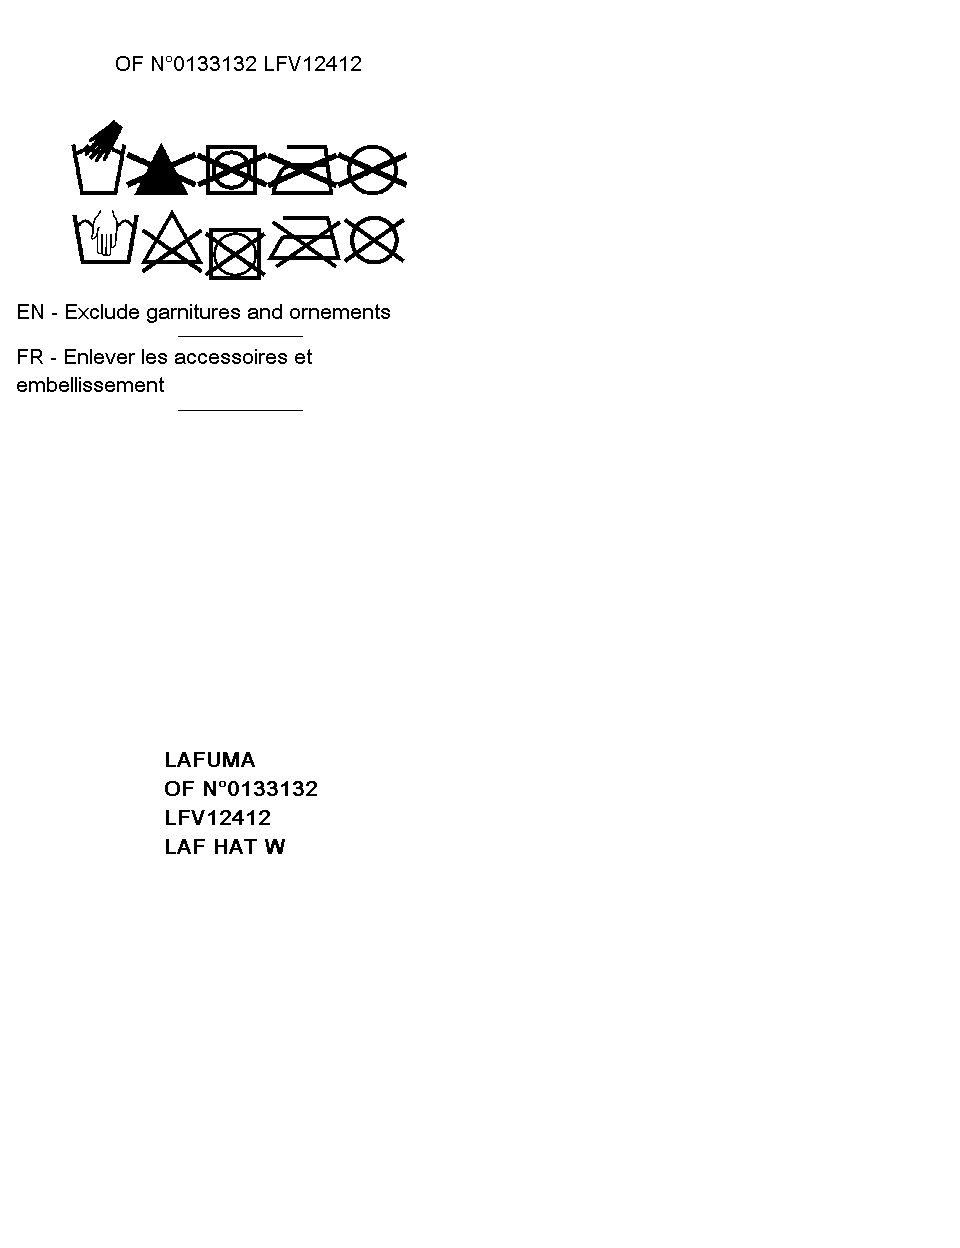 OF N°0133132 LFV12412
EN - Exclude garnitures and ornements
FR - Enlever les accessoires et
embellissement
LAFUMA
OF N°0133132
LFV12412
LAF HAT W